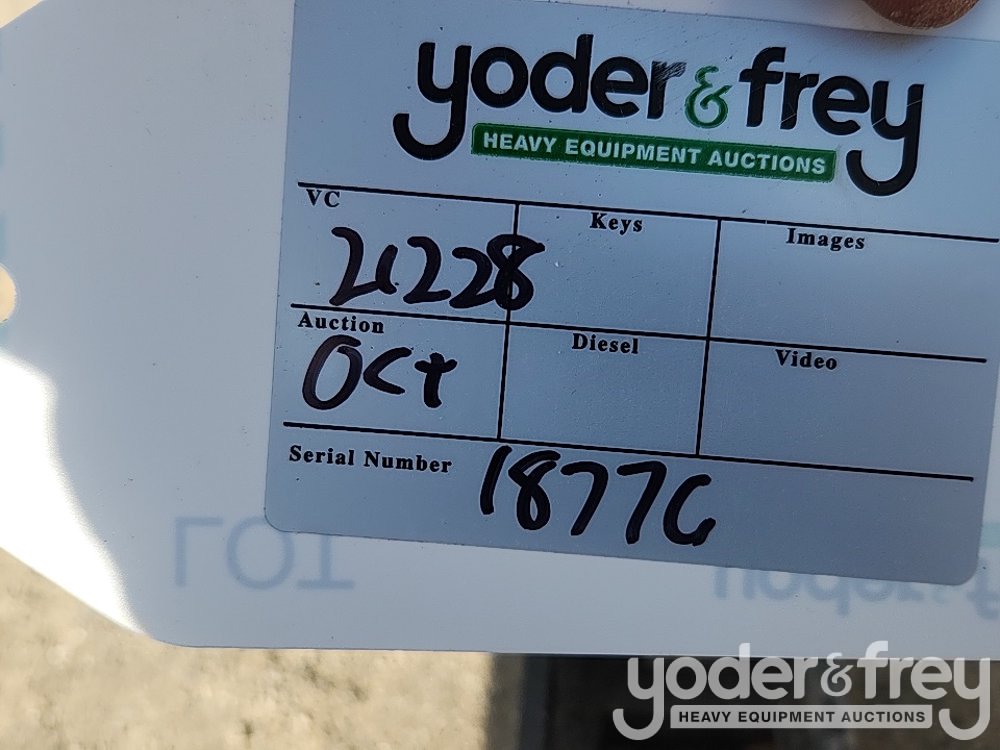 yoder & frey
HEAVY EQUIPMENT AUCTIONS
VC Keys Images
21228
Auction Diesel Video
Oct
Serial Number 18776
LOT
yoder & f
yoder & frey
HEAVY EQUIPMENT AUCTIONS